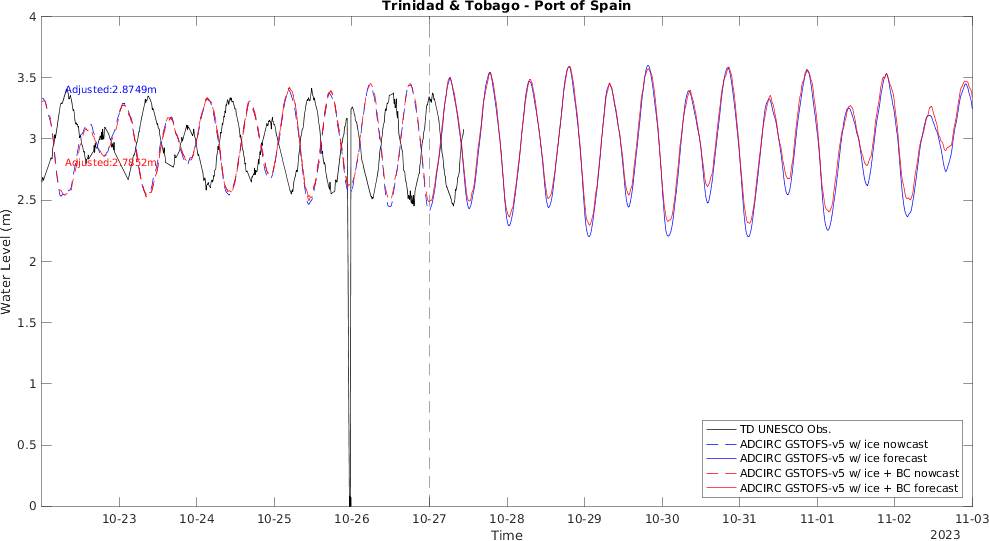 Trinidad & Tobago - Port of Spain
4
3.5
3
2.5
2
1.5
1
0.5
0
Water Level (m)
Adjusted:2.8749m
Adjusted:2.7852m
TD UNESCO Obs.
ADCIRC GSTOFS-v5 w/ ice nowcast
ADCIRC GSTOFS-v5 w/ ice forecast
ADCIRC GSTOFS-v5 w/ ice + BC nowcast
ADCIRC GSTOFS-v5 w/ ice + BC forecast
10-23 10-24 10-25 10-26 10-27 10-28 10-29 10-30 10-31 11-01 11-02 11-03
Time
2023